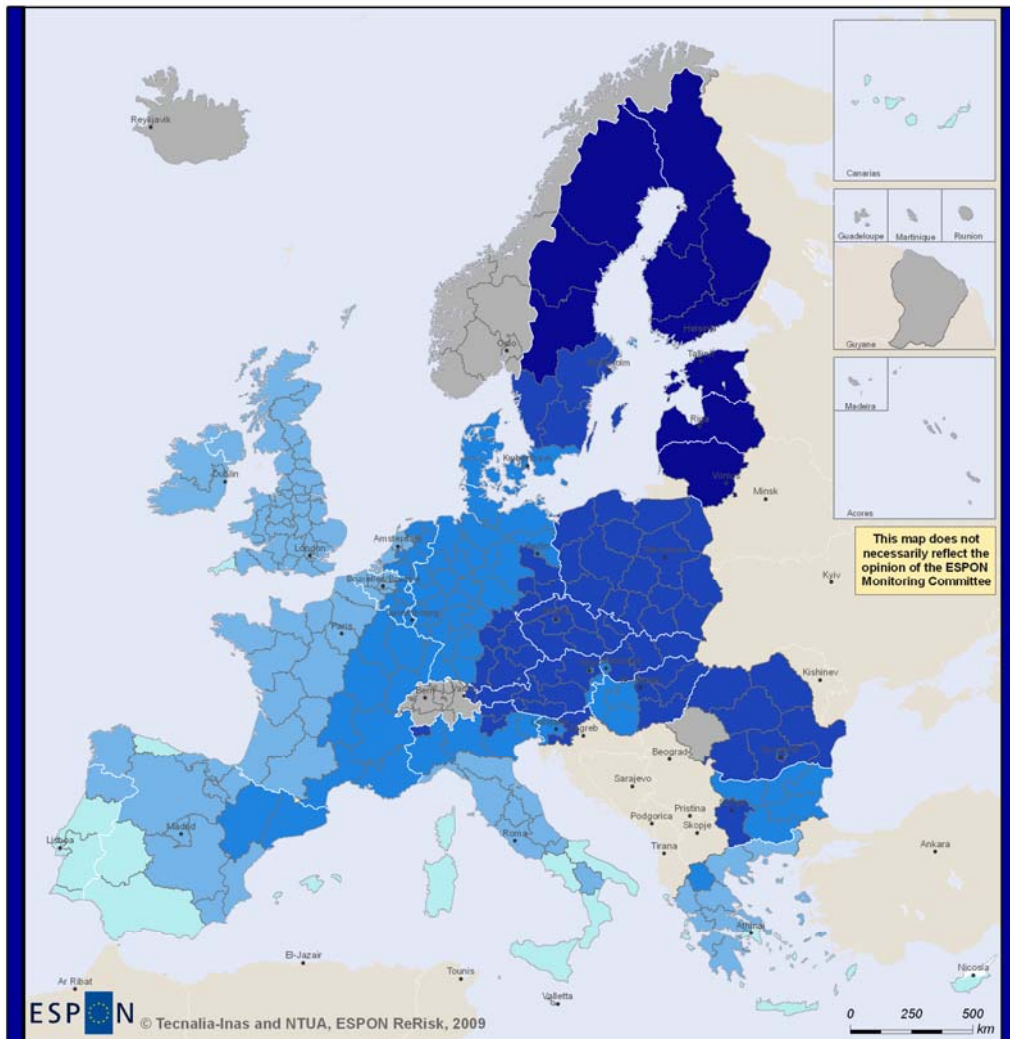 Reykjavik
Canarias
Guadeloupe
Martinique
Réunion
Guyane
Oslo
Helsinki
Tallinn
Riga
Madeira
Acores
Minsk
Dublin
København
London
Amsterdam
This map does not
necessarily reflect the
opinion of the ESPON
Monitoring Committee
Kyiv
Paris
Bern
Kishinev
Zagreb
Beograd
Sarajevo
Pristina
Podgorica
Skopje
Tirana
Madrid
Lisboa
Roma
Ankara
Athinai
El-Jazair
Tounis
Ar Ribat
Valletta
Nicosia
ESPON
© Tecnalia-Inas and NTUA, ESPON ReRisk, 2009
0 250 500
km